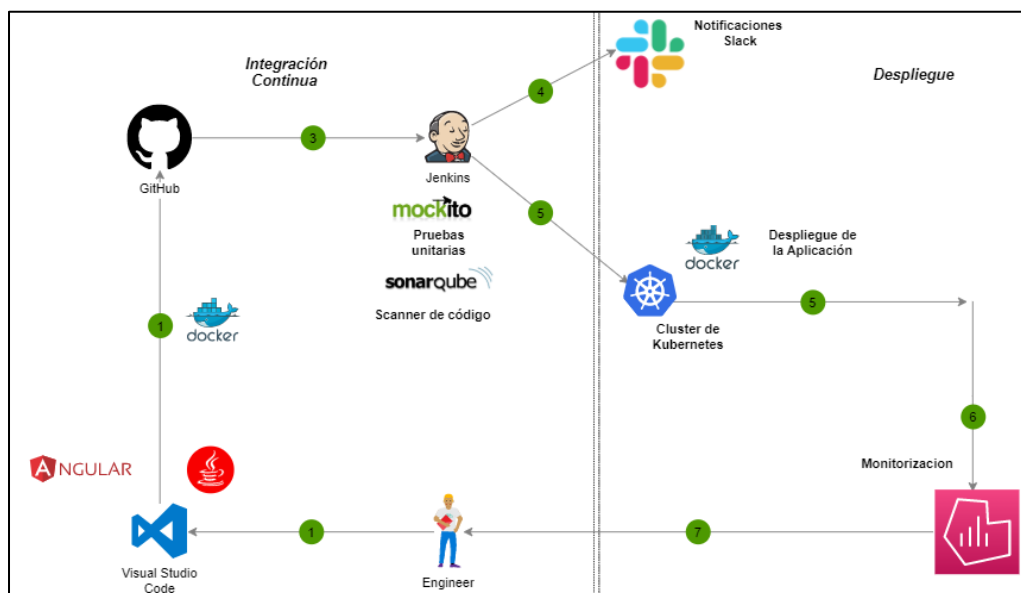 Notificaciones
Slack
Integración
Continua
Despliegue
4
3
GitHub
Jenkins
mockito
Pruebas
unitarias
5
docker
Despliegue de
la Aplicación
sonarqube
Scanner de código
1
docker
5
Cluster de
Kubernetes
6
ANGULAR
Monitorizacion
1
7
Visual Studio
Code
Engineer